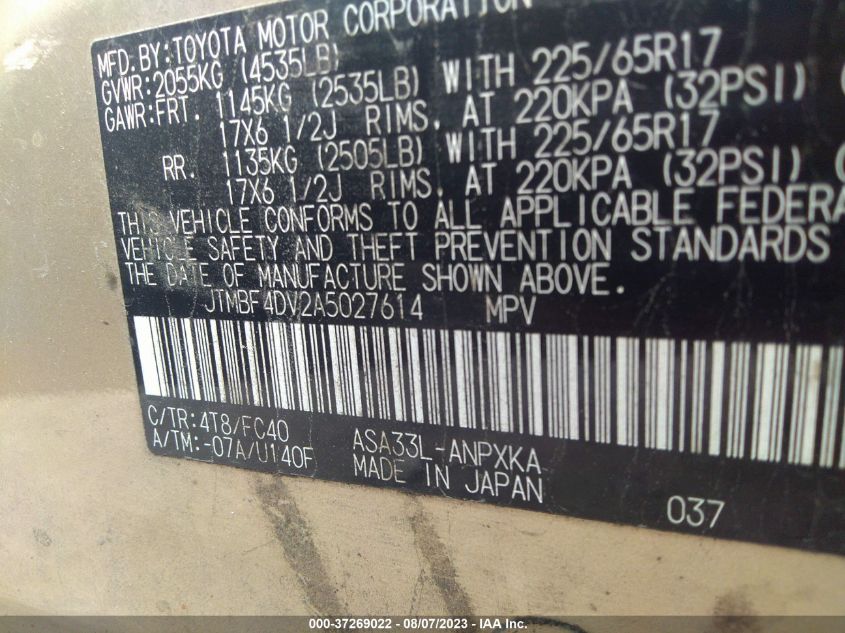 MFD.BY:TOYOTA MOTOR CORPORATION
GVWR:2055KG (4535LB)
GAWR:FRT. 1145KG (2535LB) WITH 225/65R17
17X6 1/2J RIMS. AT 220KPA (32PSI) (
RR. 1135KG (2505LB) WITH 225/65R17
17X6 1/2J RIMS. AT 220KPA (32PSI) (
THIS VEHICLE CONFORMS TO ALL APPLICABLE FEDERA
VEHICLE SAFETY AND THEFT PREVENTION STANDARDS
THE DATE OF MANUFACTURE SHOWN ABOVE.
JTMBF4DV2A5027614 MPV
C/TR:4T8/FC40 ASA33L-ANPXKA
A/TM:-07A/U140F MADE IN JAPAN
037
000-37269022 - 08/07/2023 - IAA Inc.